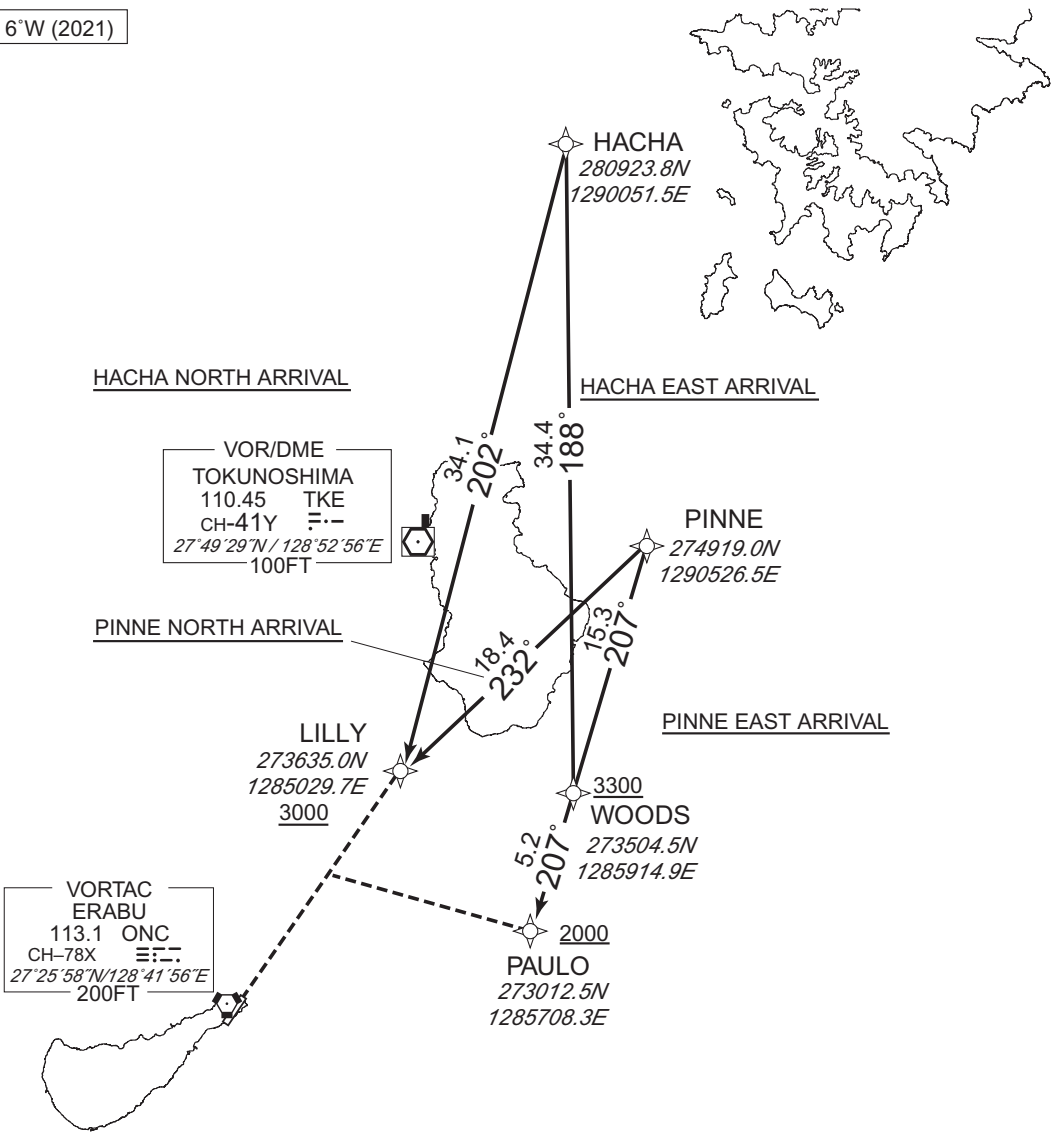 6°W (2021)
HACHA
280923.8N
1290051.5E
HACHA NORTH ARRIVAL
HACHA EAST ARRIVAL
34.1
202°
34.4
188°
VOR/DME
TOKUNOSHIMA
110.45 TKE
CH-41Y
27°49′29″N / 128°52′56″E
100FT
PINNE
274919.0N
1290526.5E
PINNE NORTH ARRIVAL
18.4
232°
15.3
207°
PINNE EAST ARRIVAL
LILLY
273635.0N
1285029.7E
3000
3300
WOODS
273504.5N
1285914.9E
5.2
207°
VORTAC
ERABU
113.1 ONC
CH–78X
27°25′58″N/128°41′56″E
200FT
2000
PAULO
273012.5N
1285708.3E